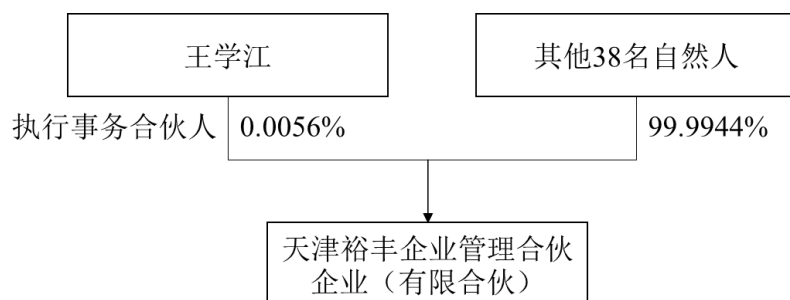 王学江
其他38名自然人
执行事务合伙人
0.0056%
99.9944%
天津裕丰企业管理合伙
企业（有限合伙）